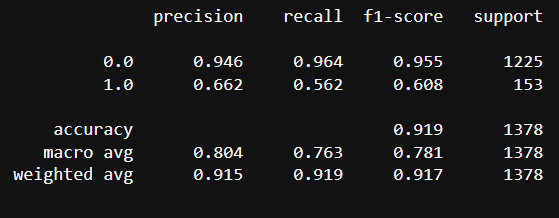 precision recall f1-score support
0.0 0.946 0.964 0.955 1225
1.0 0.662 0.562 0.608 153
accuracy 0.919 1378
macro avg 0.804 0.763 0.781 1378
weighted avg 0.915 0.919 0.917 1378